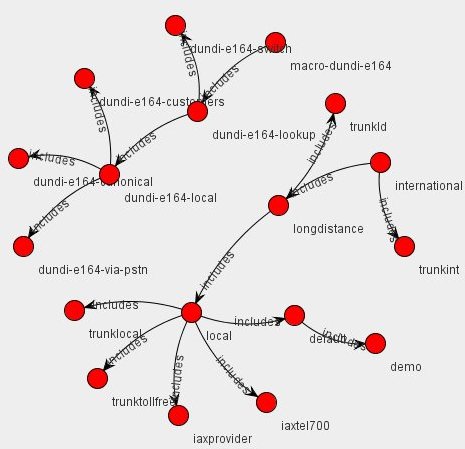 dundi-e164-switch
includes
macro-dundi-e164
includes
dundi-e164-customers
includes
dundi-e164-lookup
includes
trunkld
includes
includes
dundi-e164-canonical
includes
dundi-e164-local
includes
international
includes
longdistance
includes
trunkint
dundi-e164-via-pstn
includes
includes
trunklocal
includes
local
includes
default
includes
demo
includes
trunktollfree
includes
iaxprovider
includes
iaxtel700